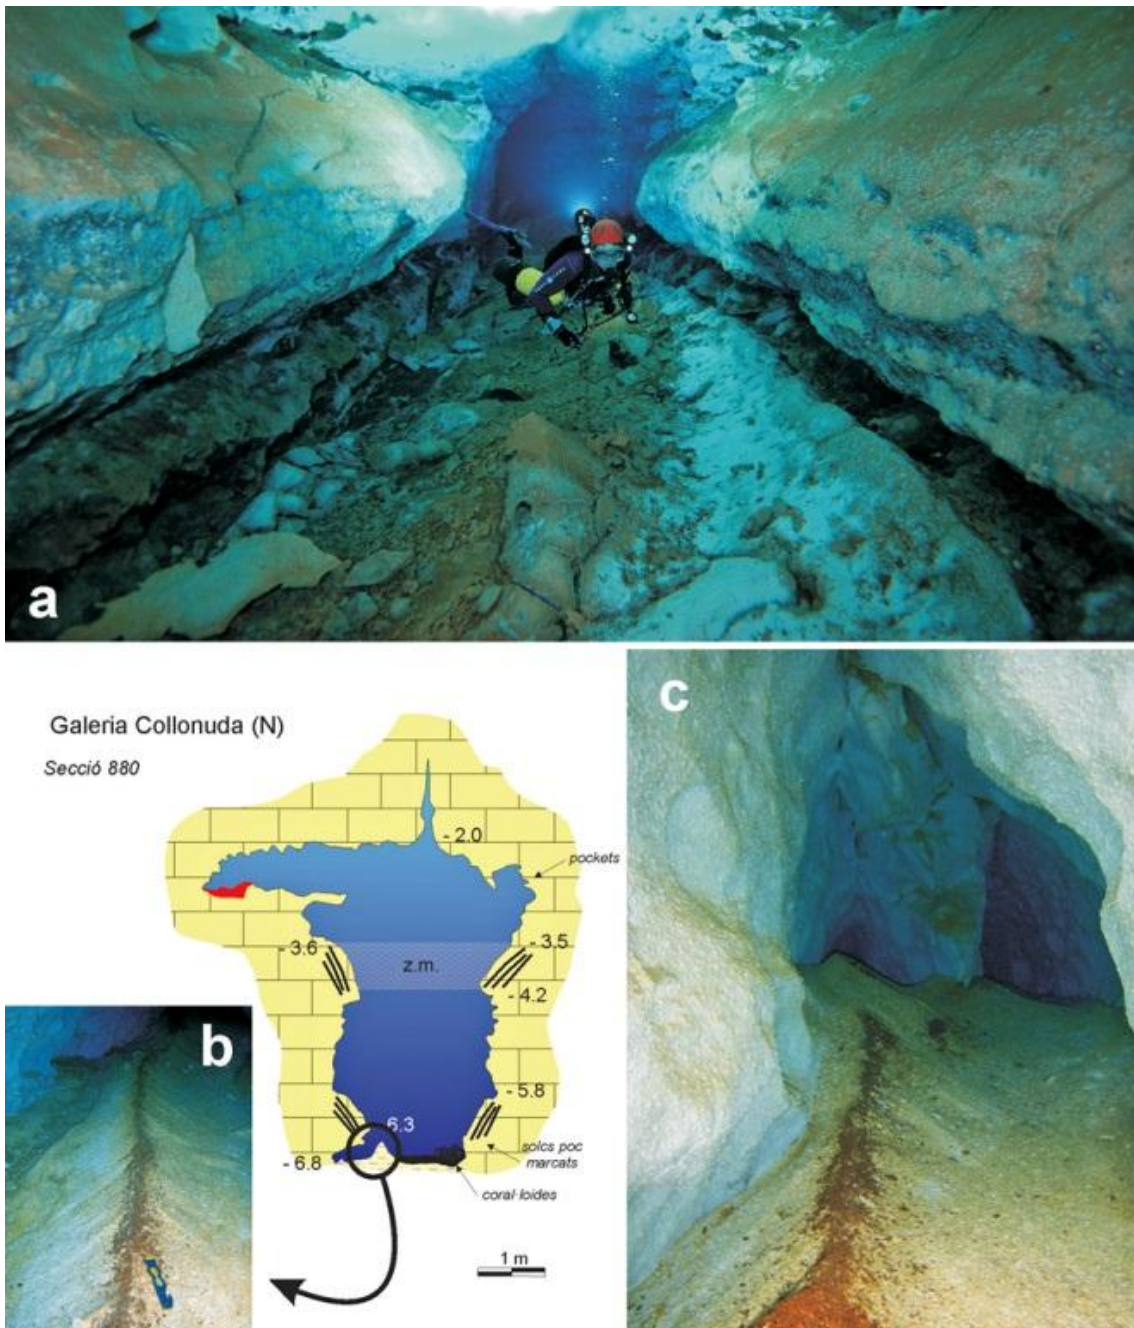 a
Galeria Collonuda (N)
Secció 880
- 2.0
pockets
- 3.6
- 3.5
z.m.
- 4.2
- 5.8
6.3
- 6.8
solcs poc
marcats
coral·loides
1 m
b
c